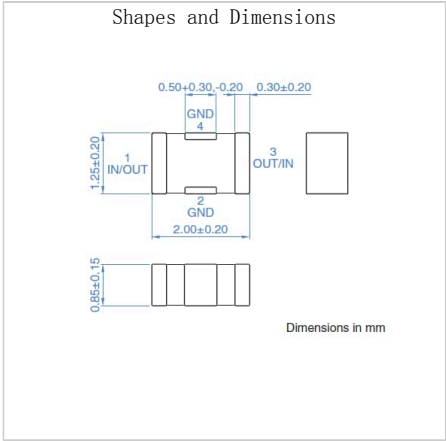 Shapes and Dimensions
0.50+0.30,-0.20 0.30±0.20
GND
4
1.25±0.20
1
IN/OUT
3
OUT/IN
2
GND
2.00±0.20
0.85±0.15
Dimensions in mm